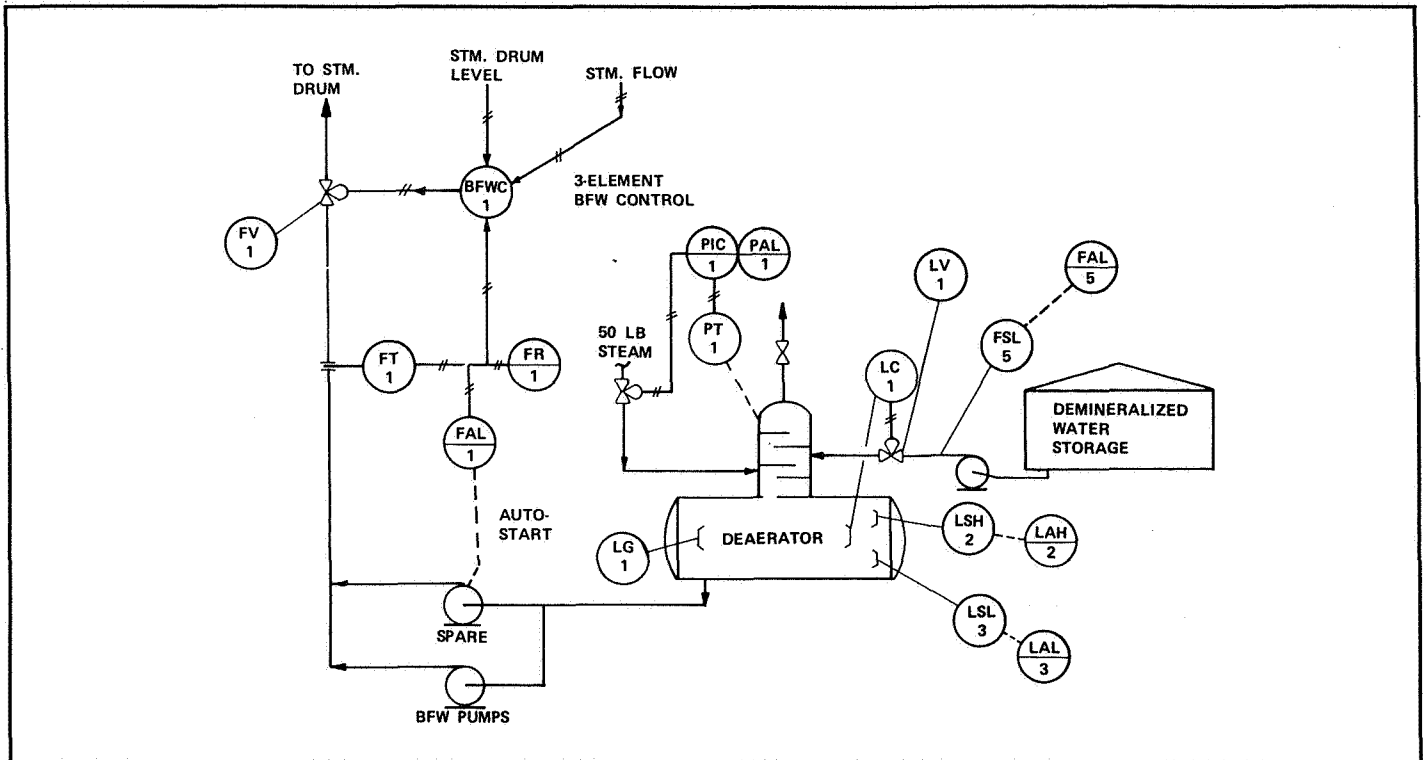 TO STM.
DRUM
STM. DRUM
LEVEL
STM. FLOW
BFWC
1
3-ELEMENT
BFW CONTROL
FV
1
PIC
1
PAL
1
LV
1
FAL
5
50 LB
STEAM
PT
1
FSL
5
FT
1
FR
1
LC
1
DEMINERALIZED
WATER
STORAGE
FAL
1
AUTO-
START
DEAERATOR
LG
1
LSH
2
LAH
2
LSL
3
LAL
3
SPARE
BFW PUMPS